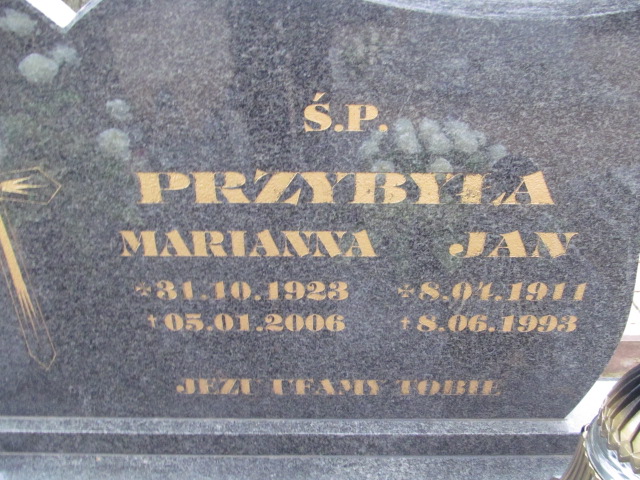 Ś.P.
PRZYBYŁA
MARIANNA JAN
*31.10.1923 *8.04.1911
†05.01.2006 †8.06.1993
JEZU UFAMY TOBIE